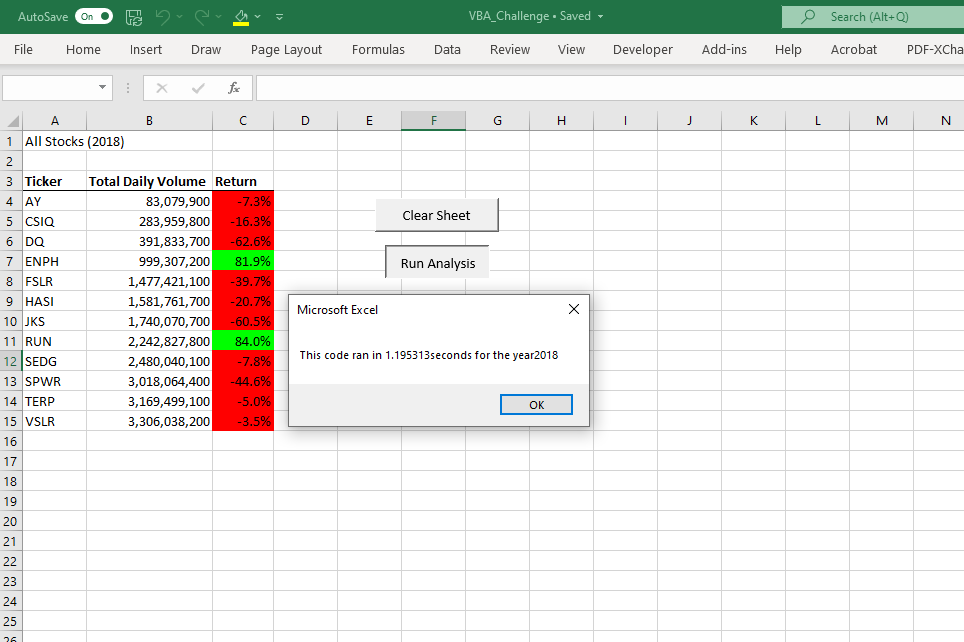 AutoSave On VBA_Challenge • Saved Search (Alt+Q)
File Home Insert Draw Page Layout Formulas Data Review View Developer Add-ins Help Acrobat PDF-XCha
fx
A B C D E F G H I J K L M N
1 All Stocks (2018)
2
3 Ticker Total Daily Volume Return
4 AY 83,079,900 -7.3%
5 CSIQ 283,959,800 -16.3%
6 DQ 391,833,700 -62.6%
7 ENPH 999,307,200 81.9%
8 FSLR 1,477,421,100 -39.7%
9 HASI 1,581,761,700 -20.7%
10 JKS 1,740,070,700 -60.5%
11 RUN 2,242,827,800 84.0%
12 SEDG 2,480,040,100 -7.8%
13 SPWR 3,018,064,400 -44.6%
14 TERP 3,169,499,100 -5.0%
15 VSLR 3,306,038,200 -3.5%
16
17
18
19
20
21
22
23
24
25
26
Clear Sheet
Run Analysis
Microsoft Excel
This code ran in 1.195313seconds for the year2018
OK